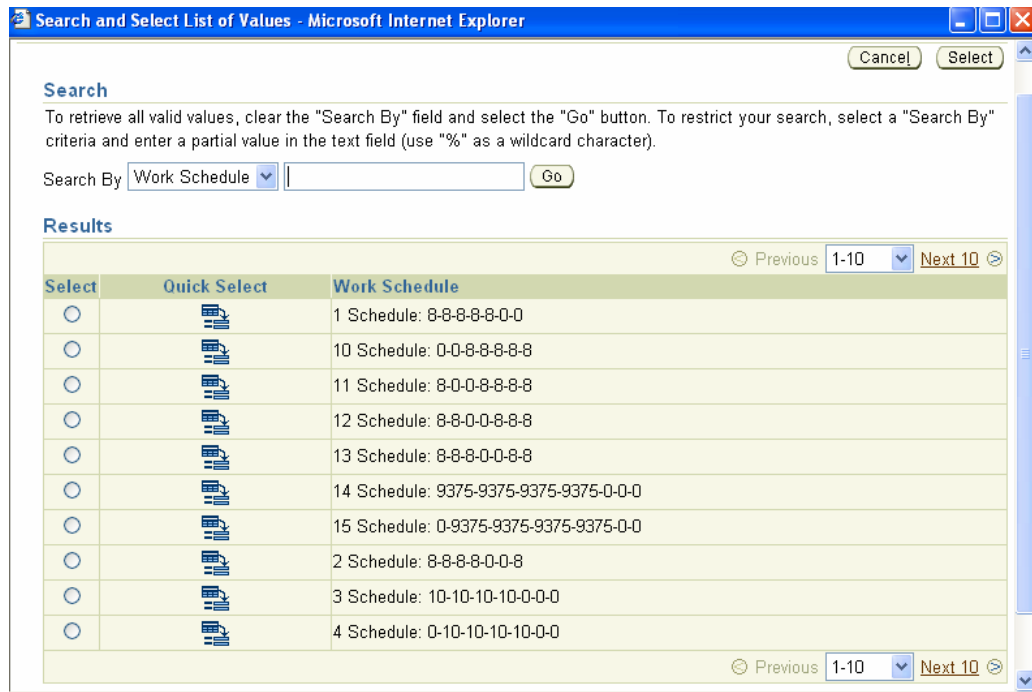 Search and Select List of Values - Microsoft Internet Explorer
Cancel Select
Search
To retrieve all valid values, clear the "Search By" field and select the "Go" button. To restrict your search, select a "Search By"
criteria and enter a partial value in the text field (use "%" as a wildcard character).
Search By Work Schedule Go
Results
Previous 1-10 Next 10
Select Quick Select Work Schedule
1 Schedule: 8-8-8-8-8-0-0
10 Schedule: 0-0-8-8-8-8-8
11 Schedule: 8-0-0-8-8-8-8
12 Schedule: 8-8-0-0-8-8-8
13 Schedule: 8-8-8-0-0-8-8
14 Schedule: 9375-9375-9375-9375-0-0-0
15 Schedule: 0-9375-9375-9375-9375-0-0
2 Schedule: 8-8-8-8-0-0-8
3 Schedule: 10-10-10-10-0-0-0
4 Schedule: 0-10-10-10-10-0-0
Previous 1-10 Next 10